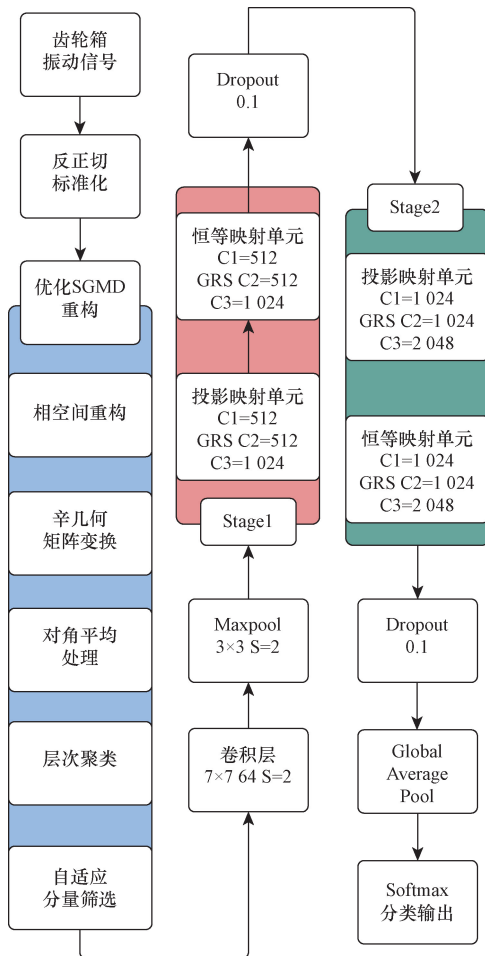 齿轮箱
振动信号
反正切
标准化
优化SGMD
重构
相空间重构
辛几何
矩阵变换
对角平均
处理
层次聚类
自适应
分量筛选
卷积层
7×7 64 S=2
Maxpool
3×3 S=2
Stage1
投影映射单元
C1=512
GRS C2=512
C3=1 024
恒等映射单元
C1=512
GRS C2=512
C3=1 024
Dropout
0.1
Stage2
投影映射单元
C1=1 024
GRS C2=1 024
C3=2 048
恒等映射单元
C1=1 024
GRS C2=1 024
C3=2 048
Dropout
0.1
Global
Average
Pool
Softmax
分类输出